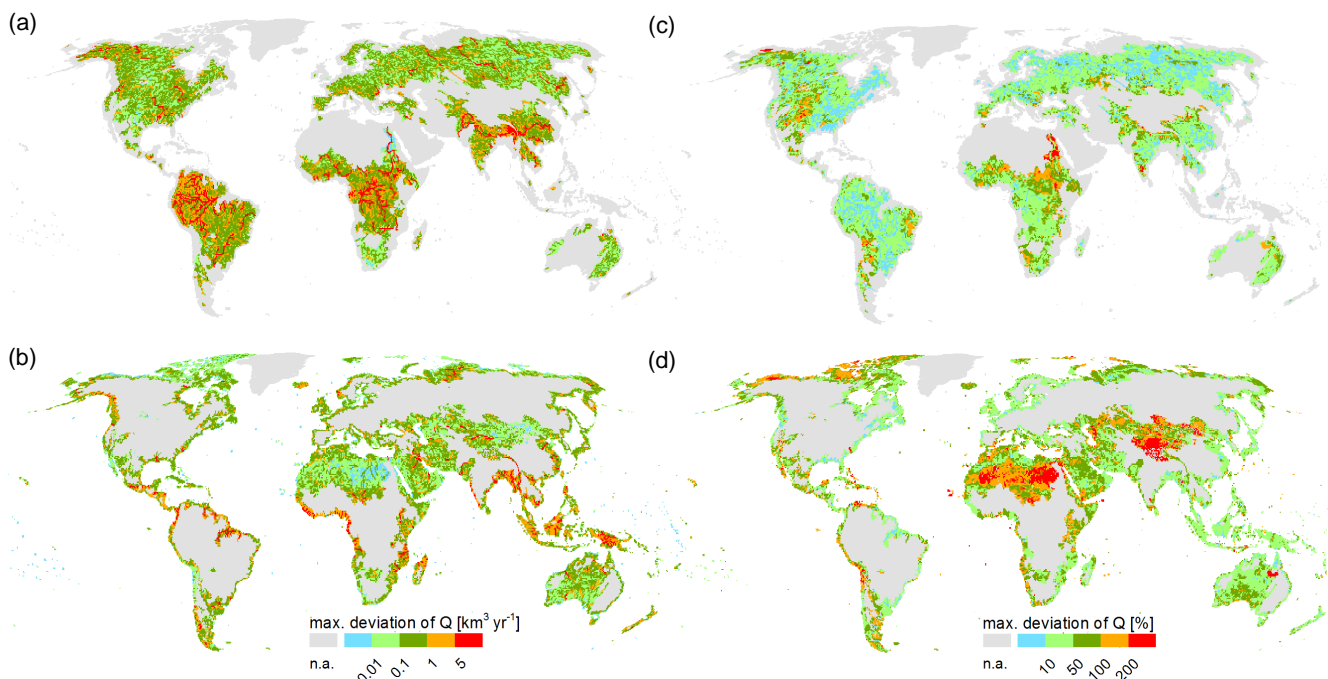 (a)
(c)
(b)
(d)
max. deviation of Q [km³ yr⁻¹]
n.a. 0.01 0.1 1 5
max. deviation of Q [%]
n.a. 10 50 100 200